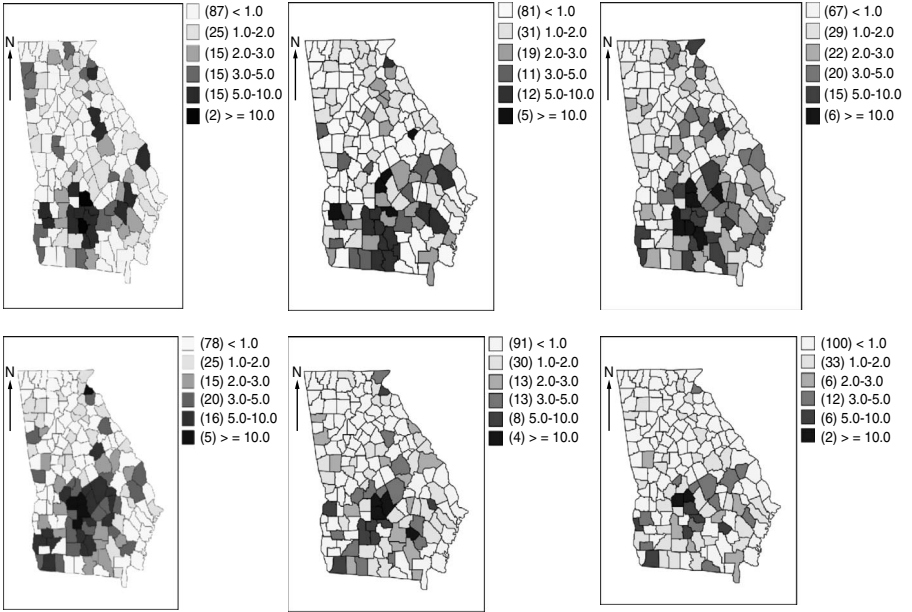 N
(87) < 1.0
(25) 1.0-2.0
(15) 2.0-3.0
(15) 3.0-5.0
(15) 5.0-10.0
(2) > = 10.0
N
(81) < 1.0
(31) 1.0-2.0
(19) 2.0-3.0
(11) 3.0-5.0
(12) 5.0-10.0
(5) > = 10.0
N
(67) < 1.0
(29) 1.0-2.0
(22) 2.0-3.0
(20) 3.0-5.0
(15) 5.0-10.0
(6) > = 10.0
N
(78) < 1.0
(25) 1.0-2.0
(15) 2.0-3.0
(20) 3.0-5.0
(16) 5.0-10.0
(5) > = 10.0
N
(91) < 1.0
(30) 1.0-2.0
(13) 2.0-3.0
(13) 3.0-5.0
(8) 5.0-10.0
(4) > = 10.0
N
(100) < 1.0
(33) 1.0-2.0
(6) 2.0-3.0
(12) 3.0-5.0
(6) 5.0-10.0
(2) > = 10.0